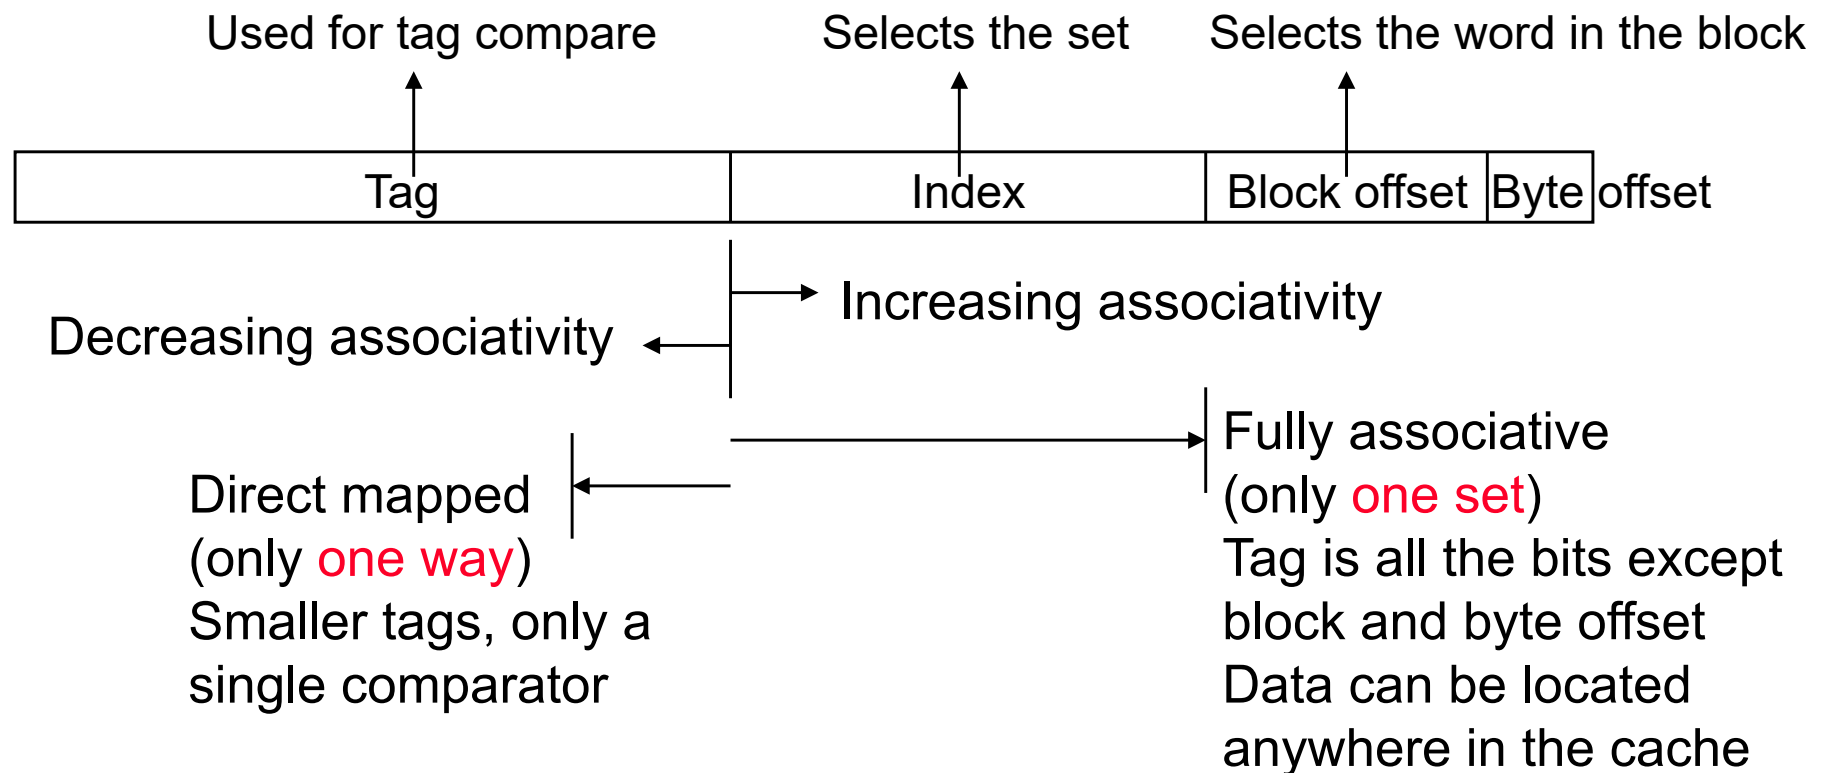 Used for tag compare
Selects the set
Selects the word in the block
Tag
Index
Block offset
Byte offset
Increasing associativity
Decreasing associativity
Fully associative
(only one set)
Tag is all the bits except
block and byte offset
Data can be located
anywhere in the cache
Direct mapped
(only one way)
Smaller tags, only a
single comparator